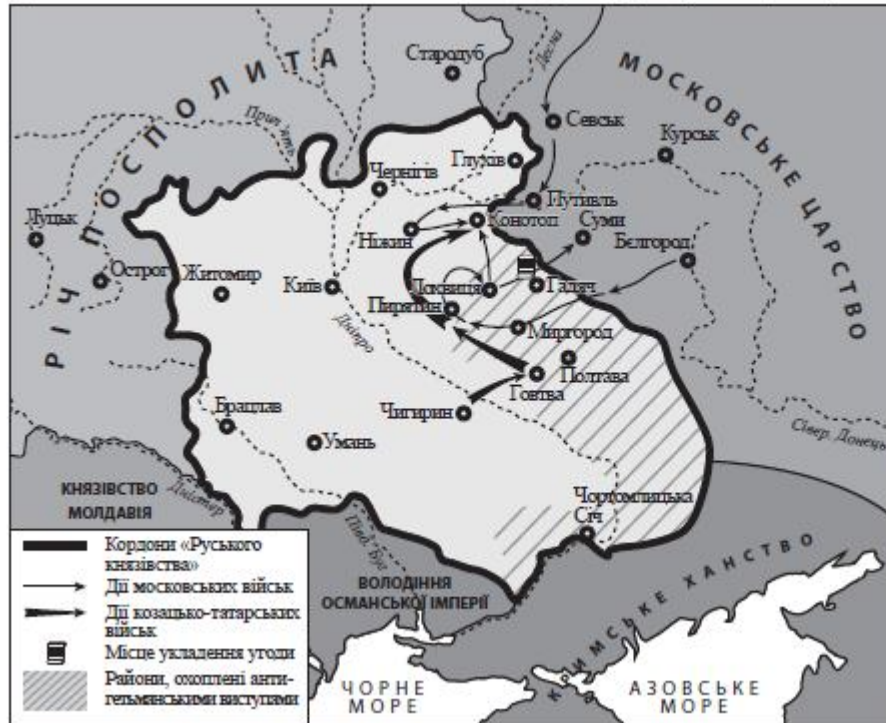 РІЧ ПОСПОЛИТА
МОСКОВСЬКЕ ЦАРСТВО
Стародуб
Десна
Севськ
Курськ
Прип'ять
Глухів
Чернігів
Путивль
Луцьк
Конотоп
Суми
Ніжин
Бєлгород
Острог
Житомир
Київ
Лохвиця
Гадяч
Пирятин
Дніпро
Миргород
Полтава
Говтва
Брацлав
Чигирин
Умань
Сівер. Донець
КНЯЗІВСТВО
МОЛДАВІЯ
Дністер
Чортомлицька
Січ
Півд. Буг
ВОЛОДІННЯ
ОСМАНСЬКОЇ ІМПЕРІЇ
КРИМСЬКЕ ХАНСТВО
ЧОРНЕ
МОРЕ
АЗОВСЬКЕ
МОРЕ
Кордони «Руського
князівства»
Дії московських військ
Дії козацько-татарських
військ
Місце укладення угоди
Райони, охоплені анти-
гетьманськими виступами